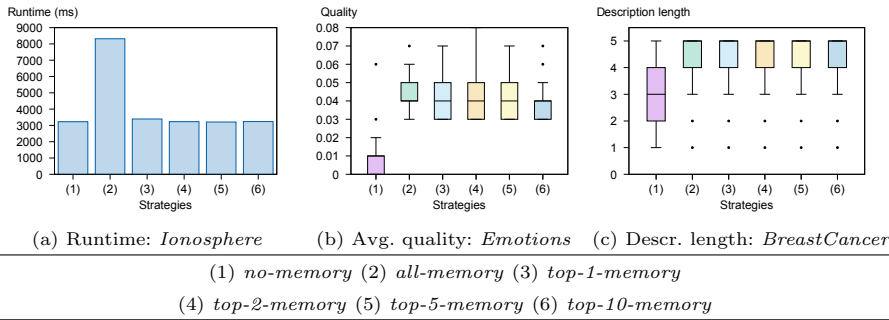 Runtime (ms)
9000
8000
7000
6000
5000
4000
3000
2000
1000
0
(1) (2) (3) (4) (5) (6)
Strategies
Quality
0.08
0.07
0.06
0.05
0.04
0.03
0.02
0.01
0
(1) (2) (3) (4) (5) (6)
Strategies
Description length
5
4
3
2
1
0
(1) (2) (3) (4) (5) (6)
Strategies
(a) Runtime: Ionosphere
(b) Avg. quality: Emotions
(c) Descr. length: BreastCancer
(1) no-memory (2) all-memory (3) top-1-memory
(4) top-2-memory (5) top-5-memory (6) top-10-memory